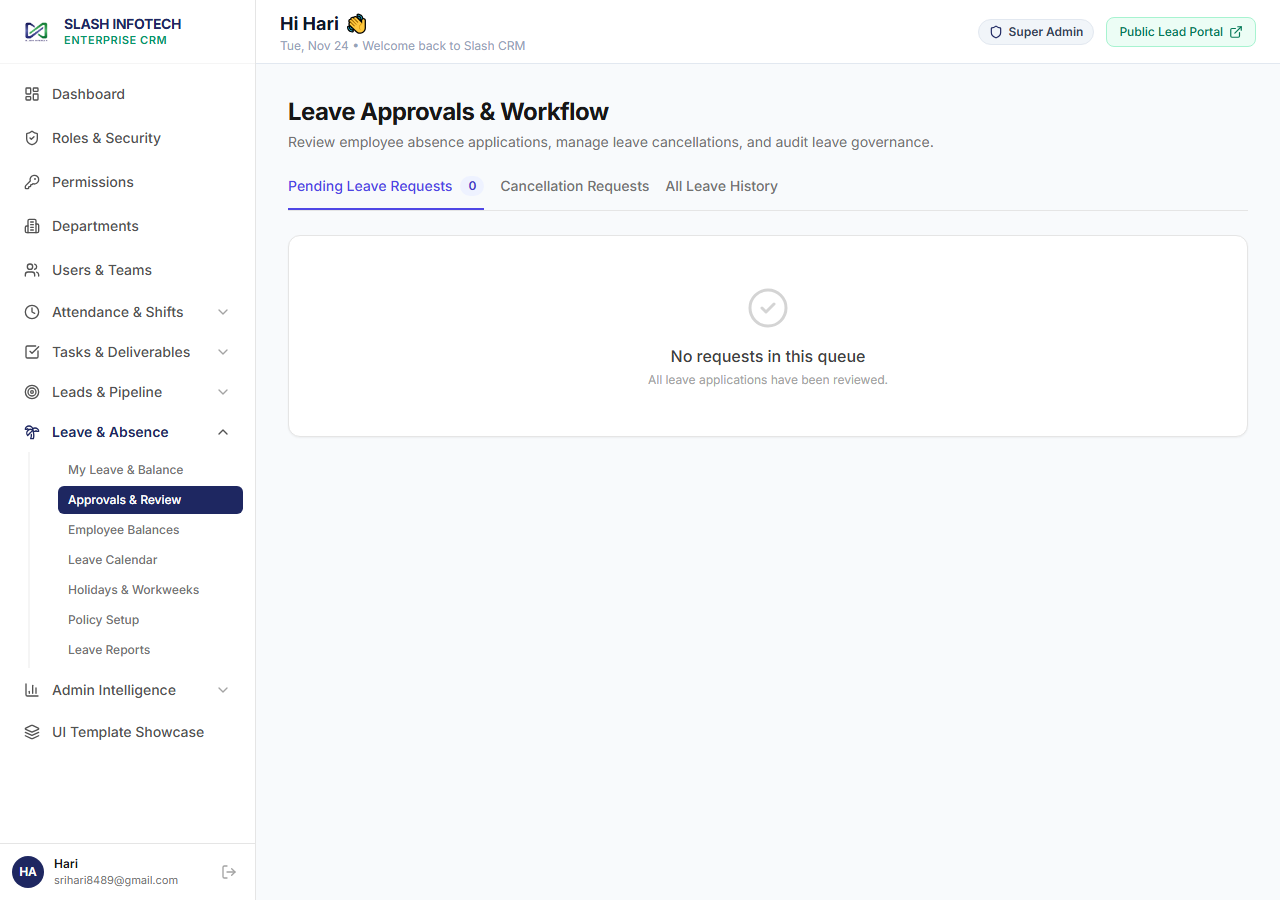 SLASH INFOTECH
ENTERPRISE CRM
Dashboard
Roles & Security
Permissions
Departments
Users & Teams
Attendance & Shifts
Tasks & Deliverables
Leads & Pipeline
Leave & Absence
My Leave & Balance
Approvals & Review
Employee Balances
Leave Calendar
Holidays & Workweeks
Policy Setup
Leave Reports
Admin Intelligence
UI Template Showcase
HA
Hari
srihari8489@gmail.com
Hi Hari 👋
Tue, Nov 24 • Welcome back to Slash CRM
Super Admin
Public Lead Portal
Leave Approvals & Workflow
Review employee absence applications, manage leave cancellations, and audit leave governance.
Pending Leave Requests 0 Cancellation Requests All Leave History
No requests in this queue
All leave applications have been reviewed.